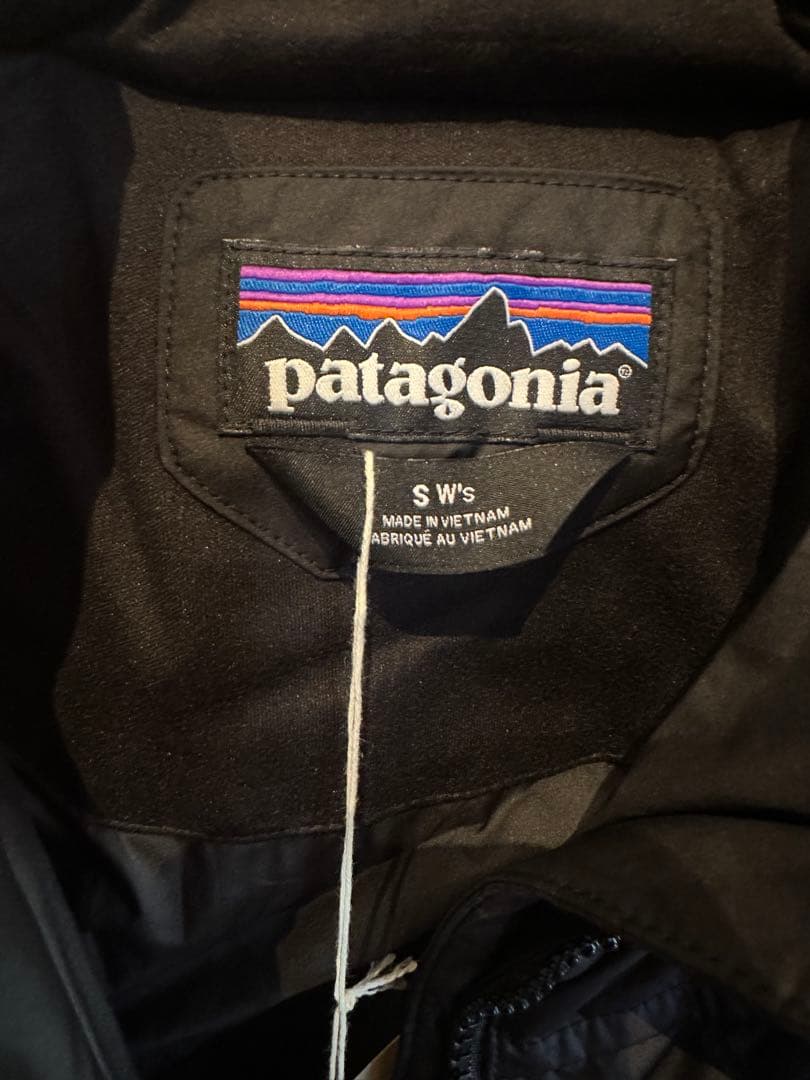 patagonia®
S W's
MADE IN VIETNAM
ABRIQUÉ AU VIETNAM